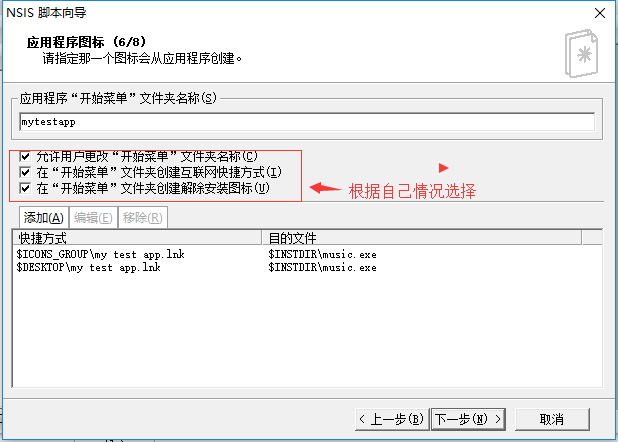 NSIS 脚本向导
应用程序图标 (6/8)
请指定那一个图标会从应用程序创建。
应用程序“开始菜单”文件夹名称(S)
mytestapp
允许用户更改“开始菜单”文件夹名称(C)
在“开始菜单”文件夹创建互联网快捷方式(I)
在“开始菜单”文件夹创建解除安装图标(U)
根据自己情况选择
添加(A) 编辑(E) 移除(R)
快捷方式 目的文件
$ICONS_GROUP\my test app.lnk $INSTDIR\music.exe
$DESKTOP\my test app.lnk $INSTDIR\music.exe
< 上一步(B) 下一步(N) > 取消